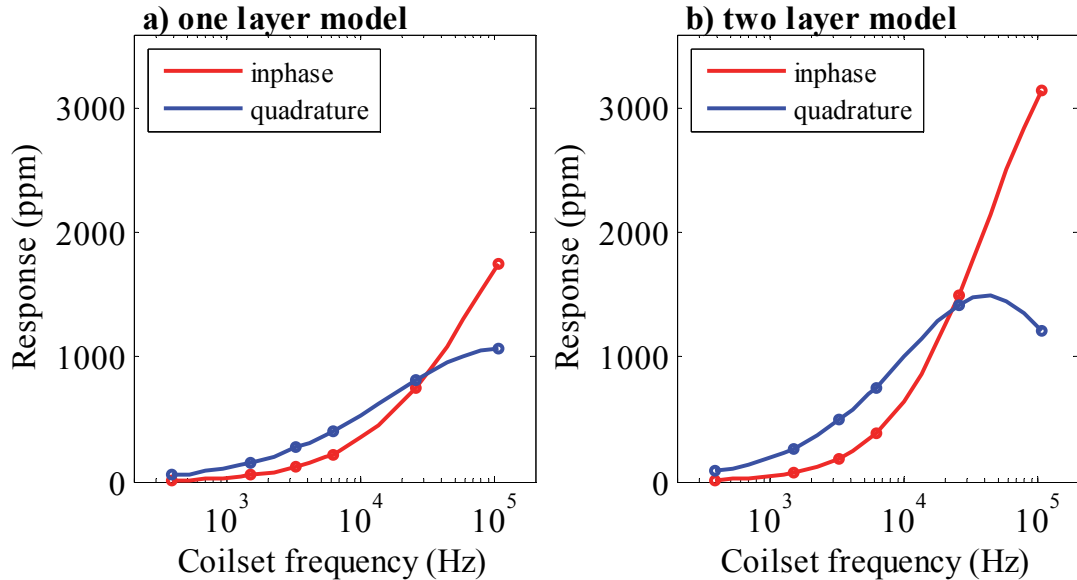 a) one layer model
inphase
quadrature
3000
2000
1000
0
Response (ppm)
10^3
10^4
10^5
Coilset frequency (Hz)
b) two layer model
inphase
quadrature
3000
2000
1000
0
Response (ppm)
10^3
10^4
10^5
Coilset frequency (Hz)